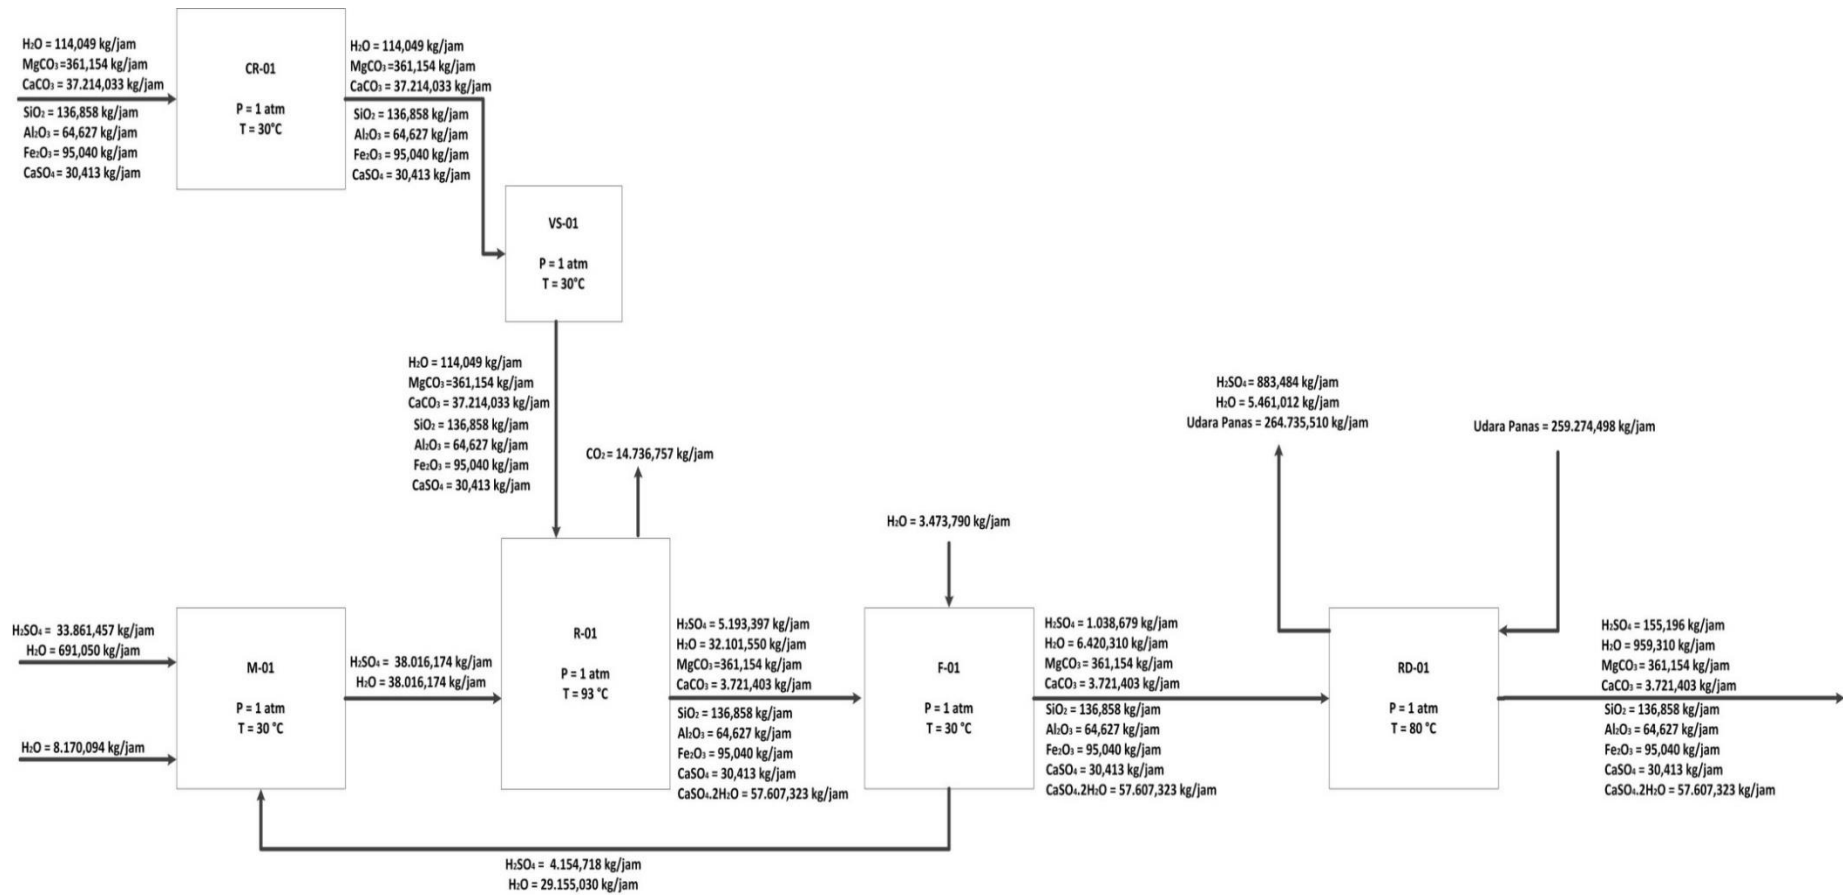 H₂O = 114,049 kg/jam
MgCO₃ =361,154 kg/jam
CaCO₃ = 37.214,033 kg/jam
SiO₂ = 136,858 kg/jam
Al₂O₃ = 64,627 kg/jam
Fe₂O₃ = 95,040 kg/jam
CaSO₄ = 30,413 kg/jam
CR-01
P = 1 atm
T = 30°C
H₂O = 114,049 kg/jam
MgCO₃ =361,154 kg/jam
CaCO₃ = 37.214,033 kg/jam
SiO₂ = 136,858 kg/jam
Al₂O₃ = 64,627 kg/jam
Fe₂O₃ = 95,040 kg/jam
CaSO₄ = 30,413 kg/jam
VS-01
P = 1 atm
T = 30°C
H₂O = 114,049 kg/jam
MgCO₃ =361,154 kg/jam
CaCO₃ = 37.214,033 kg/jam
SiO₂ = 136,858 kg/jam
Al₂O₃ = 64,627 kg/jam
Fe₂O₃ = 95,040 kg/jam
CaSO₄ = 30,413 kg/jam
CO₂ = 14.736,757 kg/jam
H₂SO₄ = 883,484 kg/jam
H₂O = 5.461,012 kg/jam
Udara Panas = 264.735,510 kg/jam
Udara Panas = 259.274,498 kg/jam
H₂O = 3.473,790 kg/jam
H₂SO₄ = 33.861,457 kg/jam
H₂O = 691,050 kg/jam
H₂O = 8.170,094 kg/jam
M-01
P = 1 atm
T = 30 °C
H₂SO₄ = 38.016,174 kg/jam
H₂O = 38.016,174 kg/jam
R-01
P = 1 atm
T = 93 °C
H₂SO₄ = 5.193,397 kg/jam
H₂O = 32.101,550 kg/jam
MgCO₃ =361,154 kg/jam
CaCO₃ = 3.721,403 kg/jam
SiO₂ = 136,858 kg/jam
Al₂O₃ = 64,627 kg/jam
Fe₂O₃ = 95,040 kg/jam
CaSO₄ = 30,413 kg/jam
CaSO₄.2H₂O = 57.607,323 kg/jam
F-01
P = 1 atm
T = 30 °C
H₂SO₄ = 1.038,679 kg/jam
H₂O = 6.420,310 kg/jam
MgCO₃ = 361,154 kg/jam
CaCO₃ = 3.721,403 kg/jam
SiO₂ = 136,858 kg/jam
Al₂O₃ = 64,627 kg/jam
Fe₂O₃ = 95,040 kg/jam
CaSO₄ = 30,413 kg/jam
CaSO₄.2H₂O = 57.607,323 kg/jam
RD-01
P = 1 atm
T = 80 °C
H₂SO₄ = 155,196 kg/jam
H₂O = 959,310 kg/jam
MgCO₃ = 361,154 kg/jam
CaCO₃ = 3.721,403 kg/jam
SiO₂ = 136,858 kg/jam
Al₂O₃ = 64,627 kg/jam
Fe₂O₃ = 95,040 kg/jam
CaSO₄ = 30,413 kg/jam
CaSO₄.2H₂O = 57.607,323 kg/jam
H₂SO₄ = 4.154,718 kg/jam
H₂O = 29.155,030 kg/jam